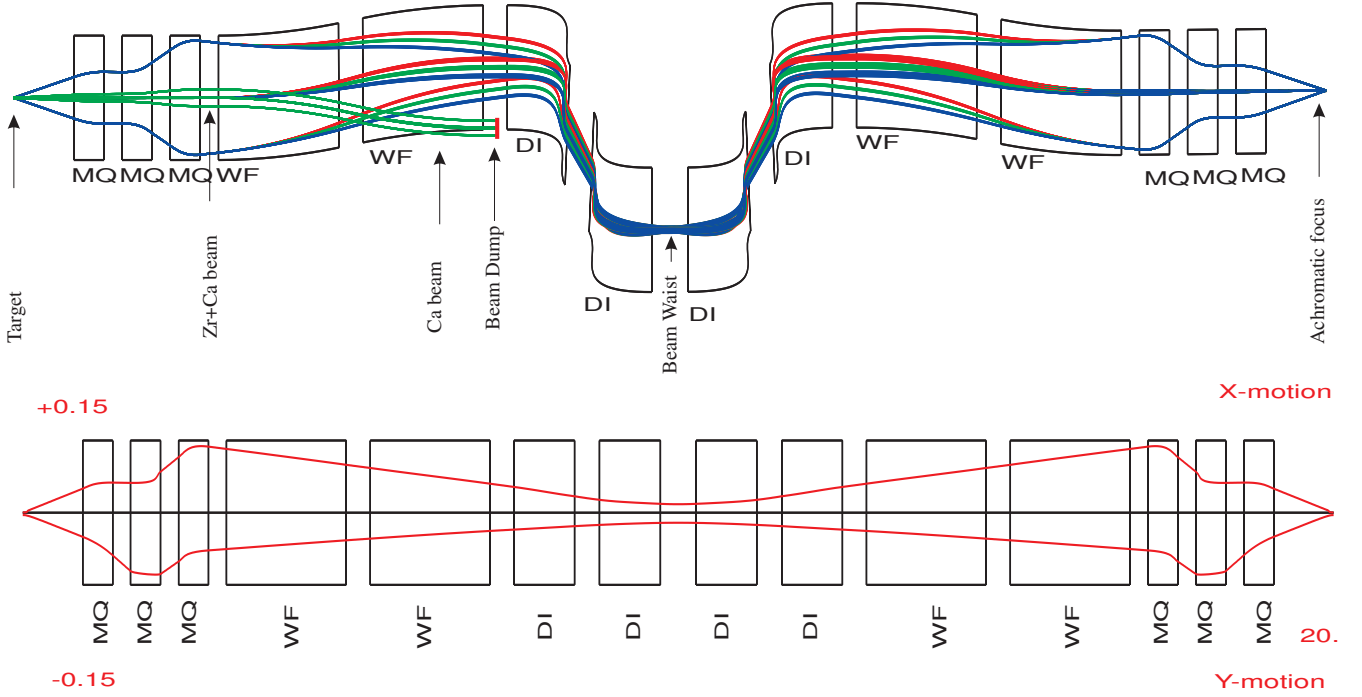 MQ MQ MQ WF WF DI DI DI DI WF WF MQ MQ MQ
Target
Zr+Ca beam
Ca beam
Beam Dump
Beam Waist
Achromatic focus
+0.15
X-motion
MQ MQ MQ WF WF DI DI DI DI WF WF MQ MQ MQ
20.
-0.15
Y-motion